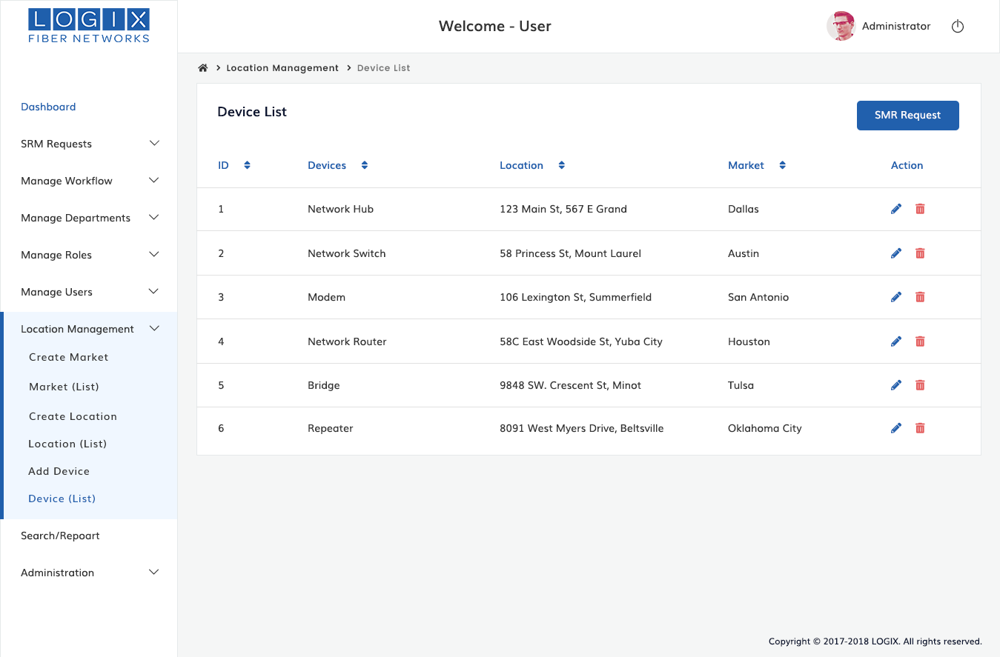 LOGIX
FIBER NETWORKS
Welcome - User
Administrator
Location Management
Device List
Dashboard
SRM Requests
Manage Workflow
Manage Departments
Manage Roles
Manage Users
Location Management
Create Market
Market (List)
Create Location
Location (List)
Add Device
Device (List)
Search/Repoart
Administration
Device List
SMR Request
ID Devices Location Market Action
1 Network Hub 123 Main St, 567 E Grand Dallas
2 Network Switch 58 Princess St, Mount Laurel Austin
3 Modem 106 Lexington St, Summerfield San Antonio
4 Network Router 58C East Woodside St, Yuba City Houston
5 Bridge 9848 SW. Crescent St, Minot Tulsa
6 Repeater 8091 West Myers Drive, Beltsville Oklahoma City
Copyright © 2017-2018 LOGIX. All rights reserved.